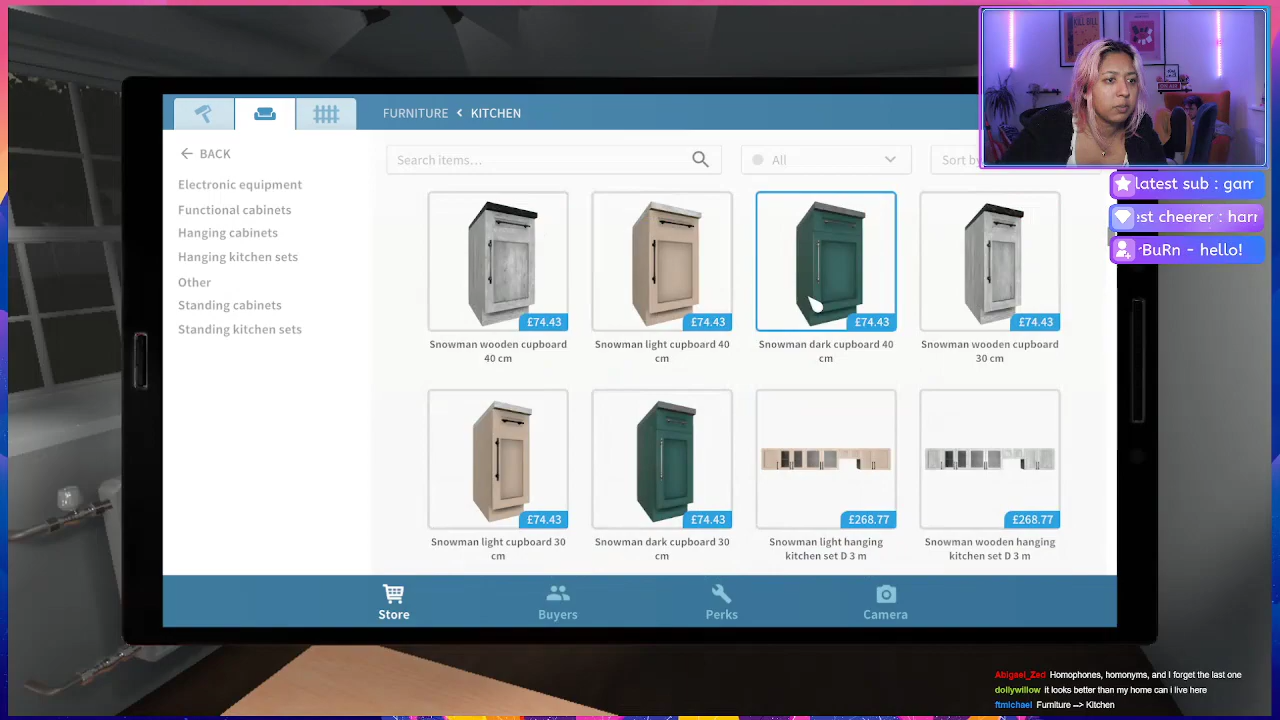 FURNITURE < KITCHEN
BACK
Search items...
All
Sort by
Electronic equipment
Functional cabinets
Hanging cabinets
Hanging kitchen sets
Other
Standing cabinets
Standing kitchen sets
£74.43
£74.43
£74.43
£74.43
Snowman wooden cupboard
40 cm
Snowman light cupboard 40
cm
Snowman dark cupboard 40
cm
Snowman wooden cupboard
30 cm
£74.43
£74.43
£268.77
£268.77
Snowman light cupboard 30
cm
Snowman dark cupboard 30
cm
Snowman light hanging
kitchen set D 3 m
Snowman wooden hanging
kitchen set D 3 m
Store
Buyers
Perks
Camera
KILL BILL
latest sub : gam
est cheerer : harr
BuRn - hello!
Abigael_Zed Homophones, homonyms, and I forget the last one
dollywillow it looks better than my home can i live here
ftmichael Furniture --> Kitchen